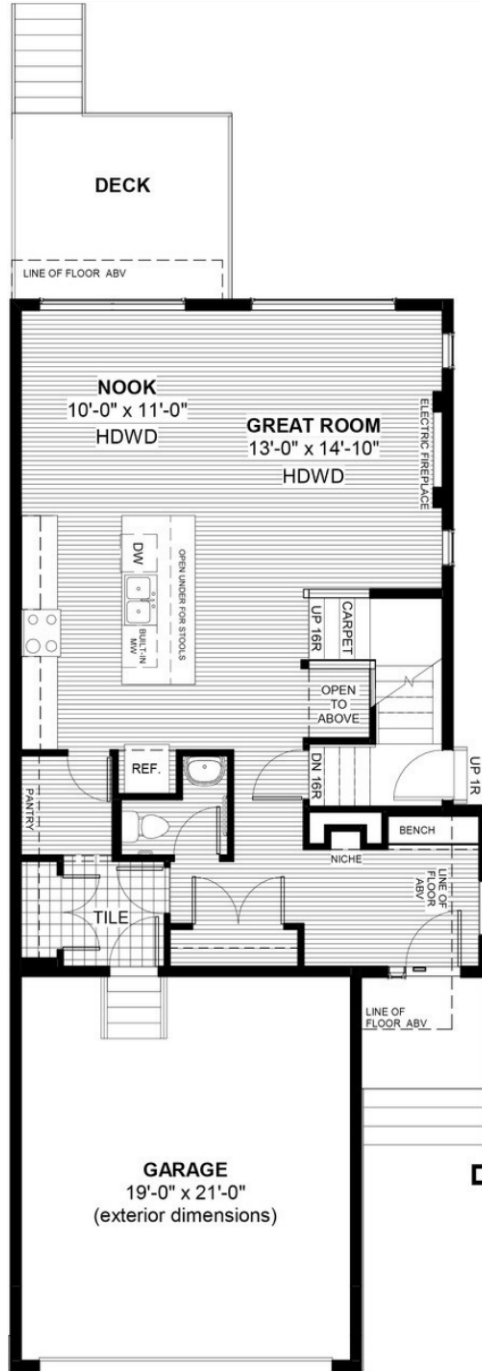 DECK
LINE OF FLOOR ABV
NOOK
10'-0" x 11'-0"
HDWD
GREAT ROOM
13'-0" x 14'-10"
HDWD
ELECTRIC FIREPLACE
DW
BUILT-IN
MW
OPEN UNDER FOR STOOLS
UP 16R
CARPET
OPEN
TO
ABOVE
REF.
DN 16R
UP 1R
PANTRY
BENCH
NICHE
LINE OF
FLOOR
ABV
TILE
LINE OF
FLOOR ABV
GARAGE
19'-0" x 21'-0"
(exterior dimensions)
D